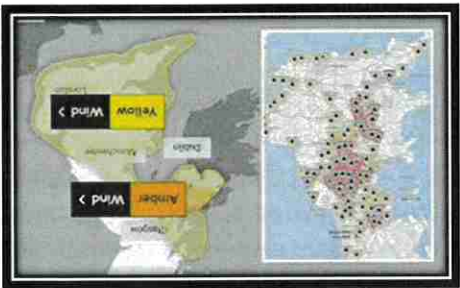 Glasgow
Amber Wind >
Dublin
Manchester
Yellow Wind >
London